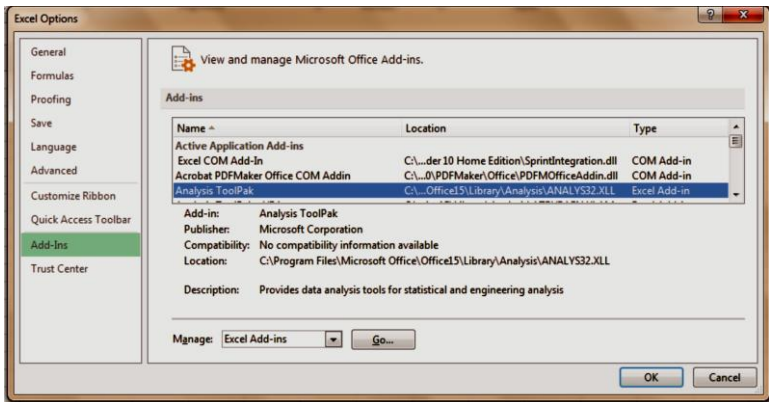 Excel Options
General
Formulas
Proofing
Save
Language
Advanced
Customize Ribbon
Quick Access Toolbar
Add-Ins
Trust Center
View and manage Microsoft Office Add-ins.
Add-ins
Name Location Type
Active Application Add-ins
Excel COM Add-In C:\...der 10 Home Edition\SprintIntegration.dll COM Add-in
Acrobat PDFMaker Office COM Addin C:\...0\PDFMaker\Office\PDFMOfficeAddin.dll COM Add-in
Analysis ToolPak C:\...Office15\Library\Analysis\ANALYS32.XLL Excel Add-in
Add-in: Analysis ToolPak
Publisher: Microsoft Corporation
Compatibility: No compatibility information available
Location: C:\Program Files\Microsoft Office\Office15\Library\Analysis\ANALYS32.XLL
Description: Provides data analysis tools for statistical and engineering analysis
Manage: Excel Add-ins Go...
OK Cancel